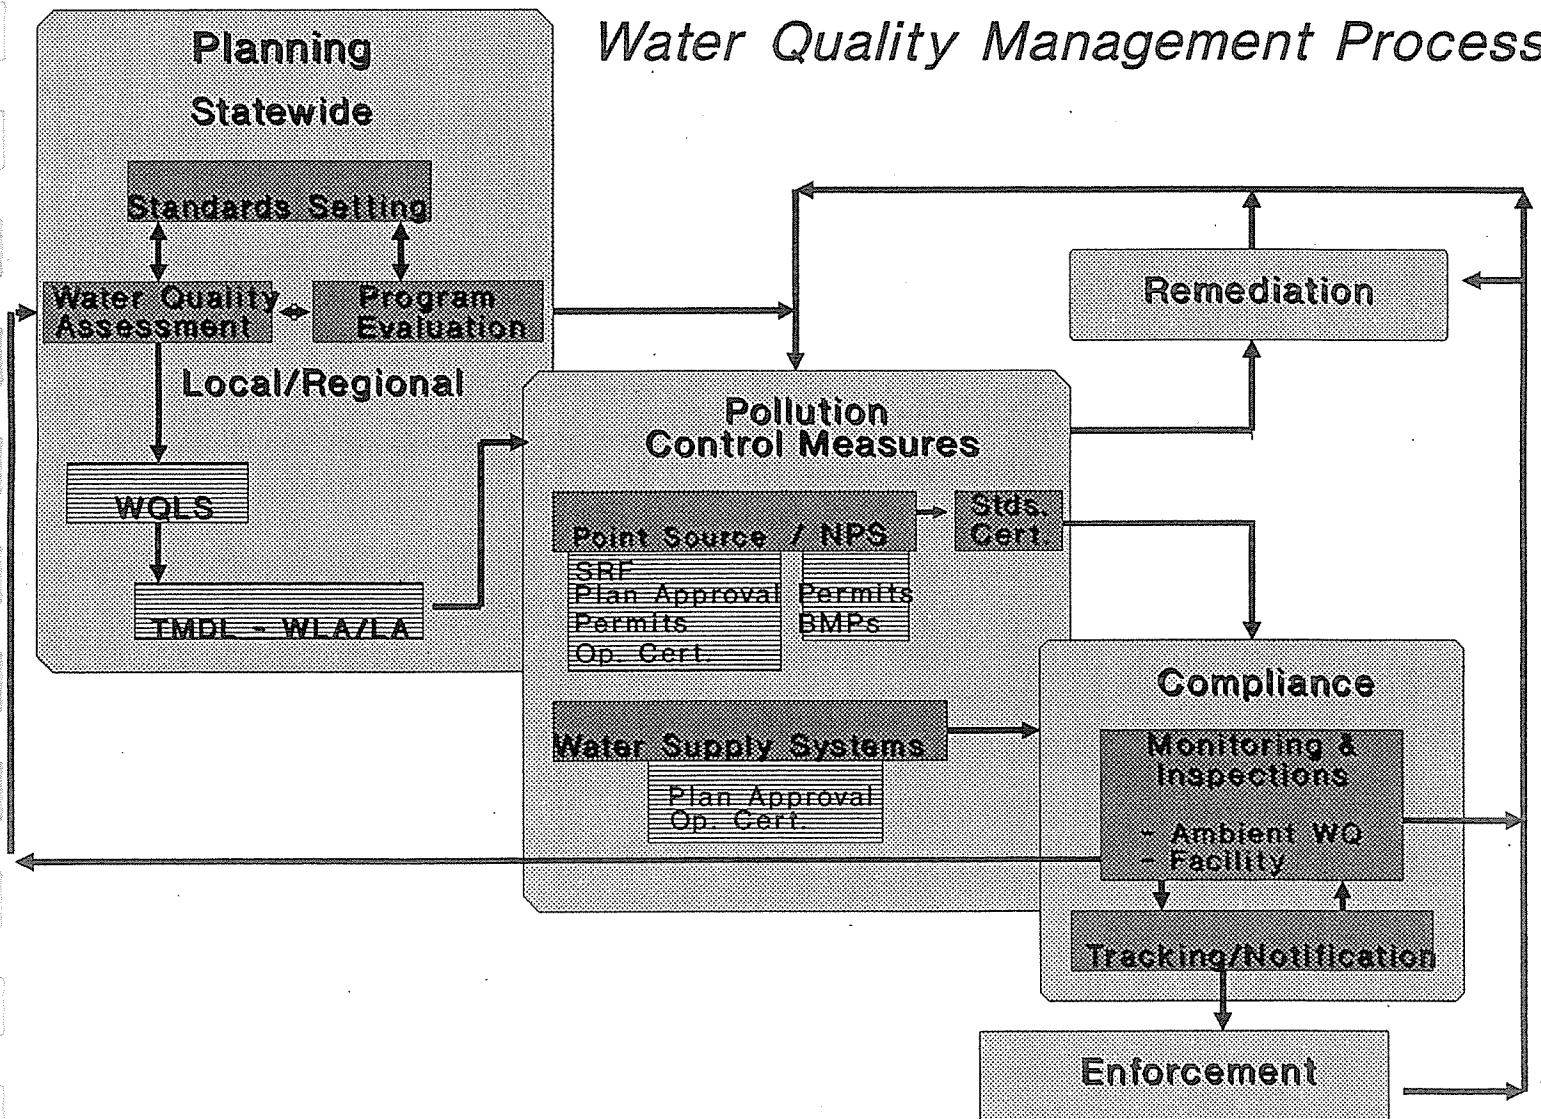 Water Quality Management Process
Planning
Statewide
Standards Setting
Water Quality
Assessment
Program
Evaluation
Local/Regional
WQLS
TMDL - WLA/LA
Remediation
Pollution
Control Measures
Point Source / NPS
Stds.
Cert.
SRF
Plan Approval
Permits
Op. Cert.
Permits
BMPs
Water Supply Systems
Plan Approval
Op. Cert.
Compliance
Monitoring &
Inspections
- Ambient WQ
- Facility
Tracking/Notification
Enforcement